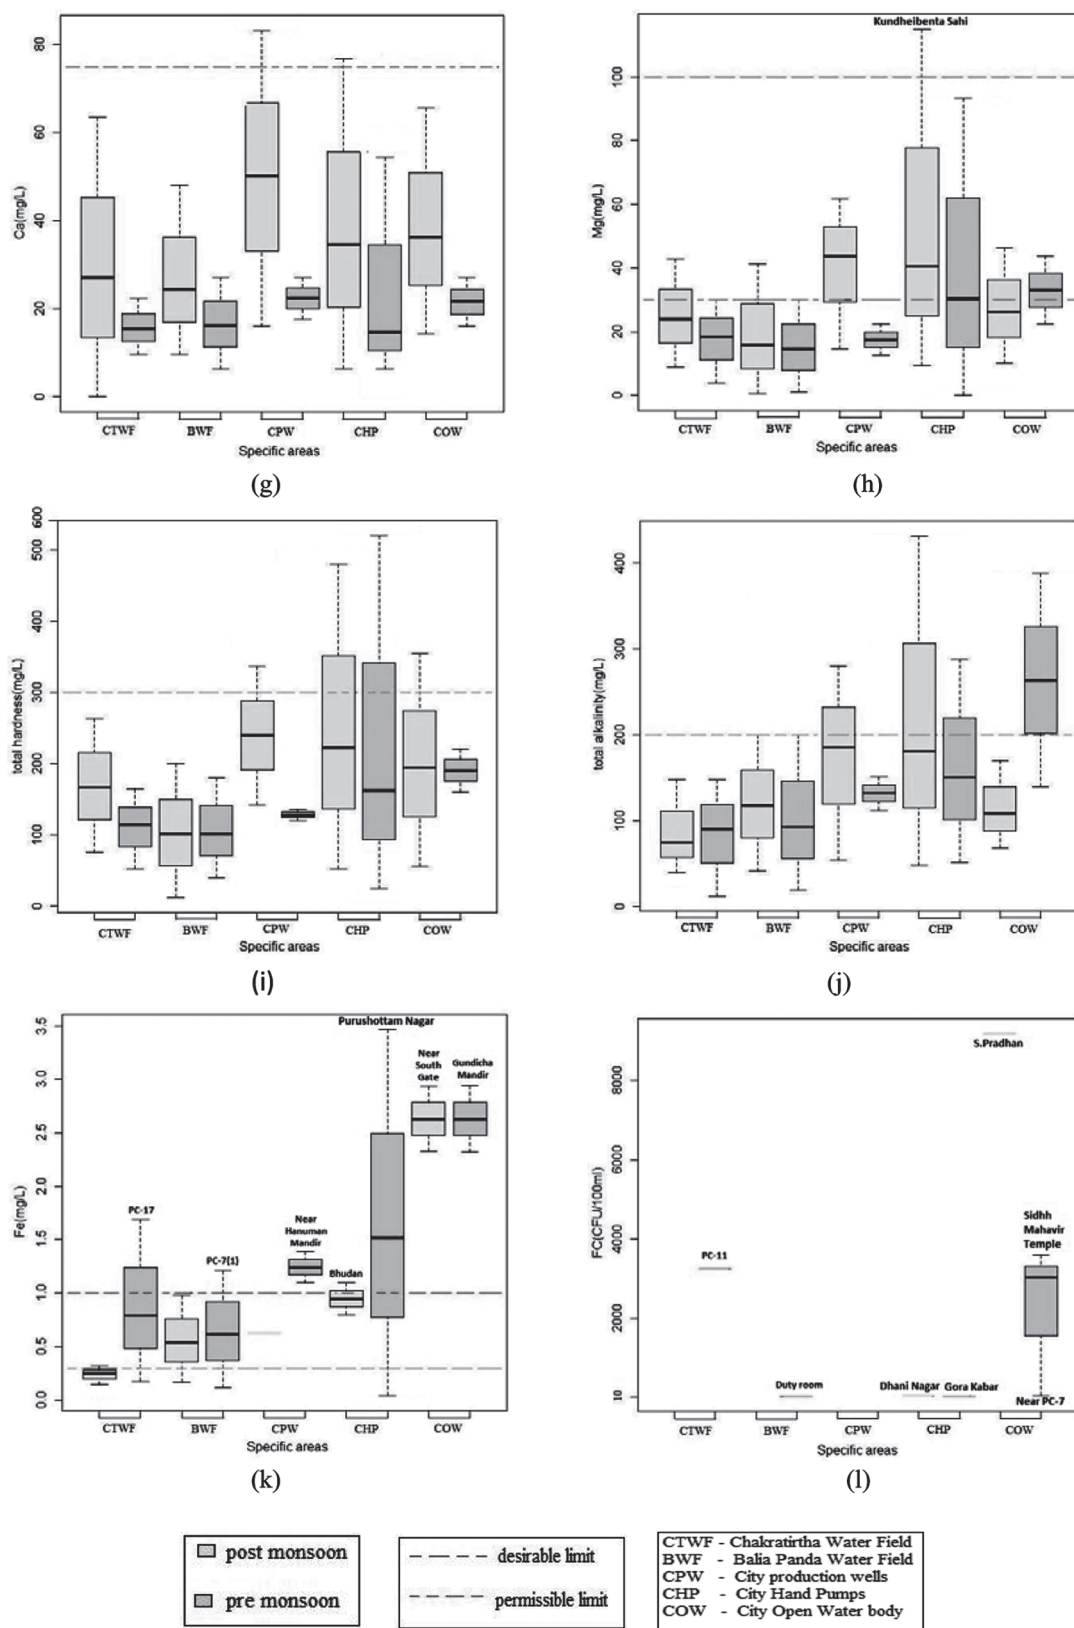 80
60
40
20
0
Ca(mg/L)
CTWF
BWF
CPW
CHP
COW
Specific areas
(g)
Kundheibenta Sahi
100
80
60
40
20
0
Mg(mg/L)
CTWF
BWF
CPW
CHP
COW
Specific areas
(h)
600
500
400
300
200
100
0
total hardness(mg/L)
CTWF
BWF
CPW
CHP
COW
Specific areas
(i)
400
300
200
100
0
total alkalinity(mg/L)
CTWF
BWF
CPW
CHP
COW
Specific areas
(j)
3.5
3.0
2.5
2.0
1.5
1.0
0.5
0.0
Fe(mg/L)
Purushottam Nagar
Near
South
Gate
Gundicha
Mandir
PC-17
PC-7(1)
Near
Hanuman
Mandir
Bhudan
CTWF
BWF
CPW
CHP
COW
Specific areas
(k)
8000
6000
4000
2000
10
FC(CFU/100ml)
S.Pradhan
PC-11
Sidhh
Mahavir
Temple
Duty room
Dhani Nagar
Gora Kabar
Near PC-7
CTWF
BWF
CPW
CHP
COW
Specific areas
(l)
post monsoon
pre monsoon
desirable limit
permissible limit
CTWF - Chakratirtha Water Field
BWF - Balia Panda Water Field
CPW - City production wells
CHP - City Hand Pumps
COW - City Open Water body